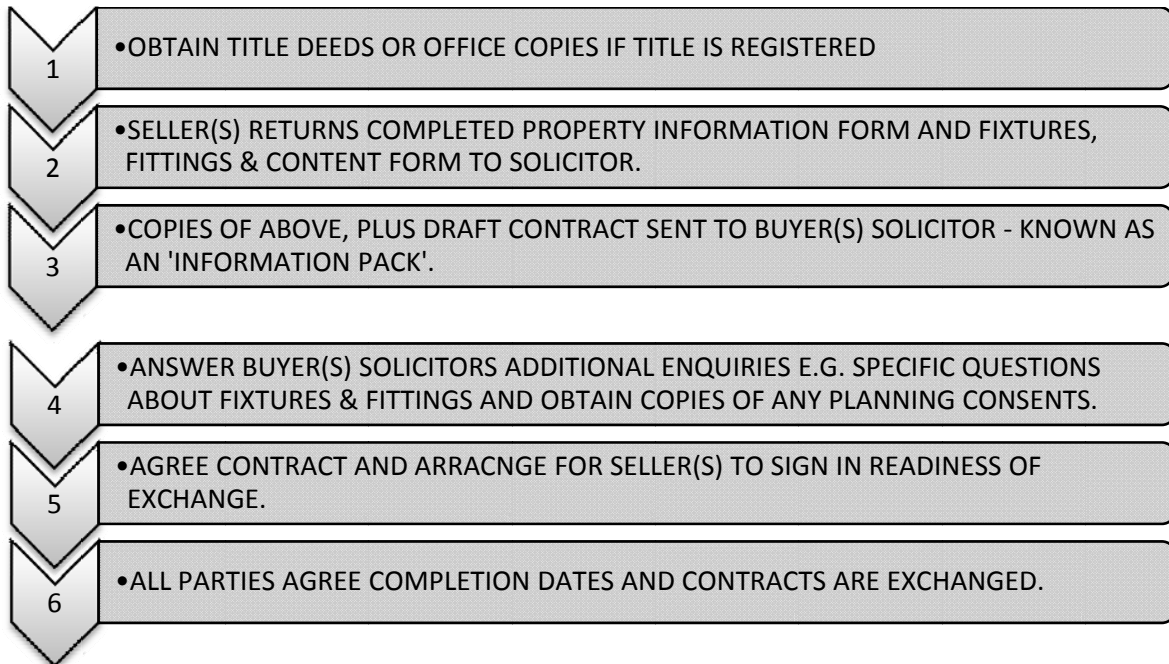 1
•OBTAIN TITLE DEEDS OR OFFICE COPIES IF TITLE IS REGISTERED
2
•SELLER(S) RETURNS COMPLETED PROPERTY INFORMATION FORM AND FIXTURES,
FITTINGS & CONTENT FORM TO SOLICITOR.
3
•COPIES OF ABOVE, PLUS DRAFT CONTRACT SENT TO BUYER(S) SOLICITOR - KNOWN AS
AN 'INFORMATION PACK'.
4
•ANSWER BUYER(S) SOLICITORS ADDITIONAL ENQUIRIES E.G. SPECIFIC QUESTIONS
ABOUT FIXTURES & FITTINGS AND OBTAIN COPIES OF ANY PLANNING CONSENTS.
5
•AGREE CONTRACT AND ARRACNGE FOR SELLER(S) TO SIGN IN READINESS OF
EXCHANGE.
6
•ALL PARTIES AGREE COMPLETION DATES AND CONTRACTS ARE EXCHANGED.